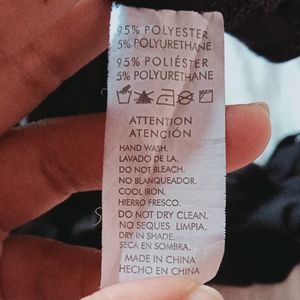 95% POLYESTER
5% POLYURETHANE
95% POLIÉSTER
5% POLYURETHANE
ATTENTION
ATENCIÓN
HAND WASH.
LAVADO DE LA.
DO NOT BLEACH.
NO BLANQUEADOR.
COOL IRON.
HIERRO FRESCO.
DO NOT DRY CLEAN.
NO SEQUES LIMPIA.
DRY IN SHADE.
SECA EN SOMBRA.
MADE IN CHINA
HECHO EN CHINA